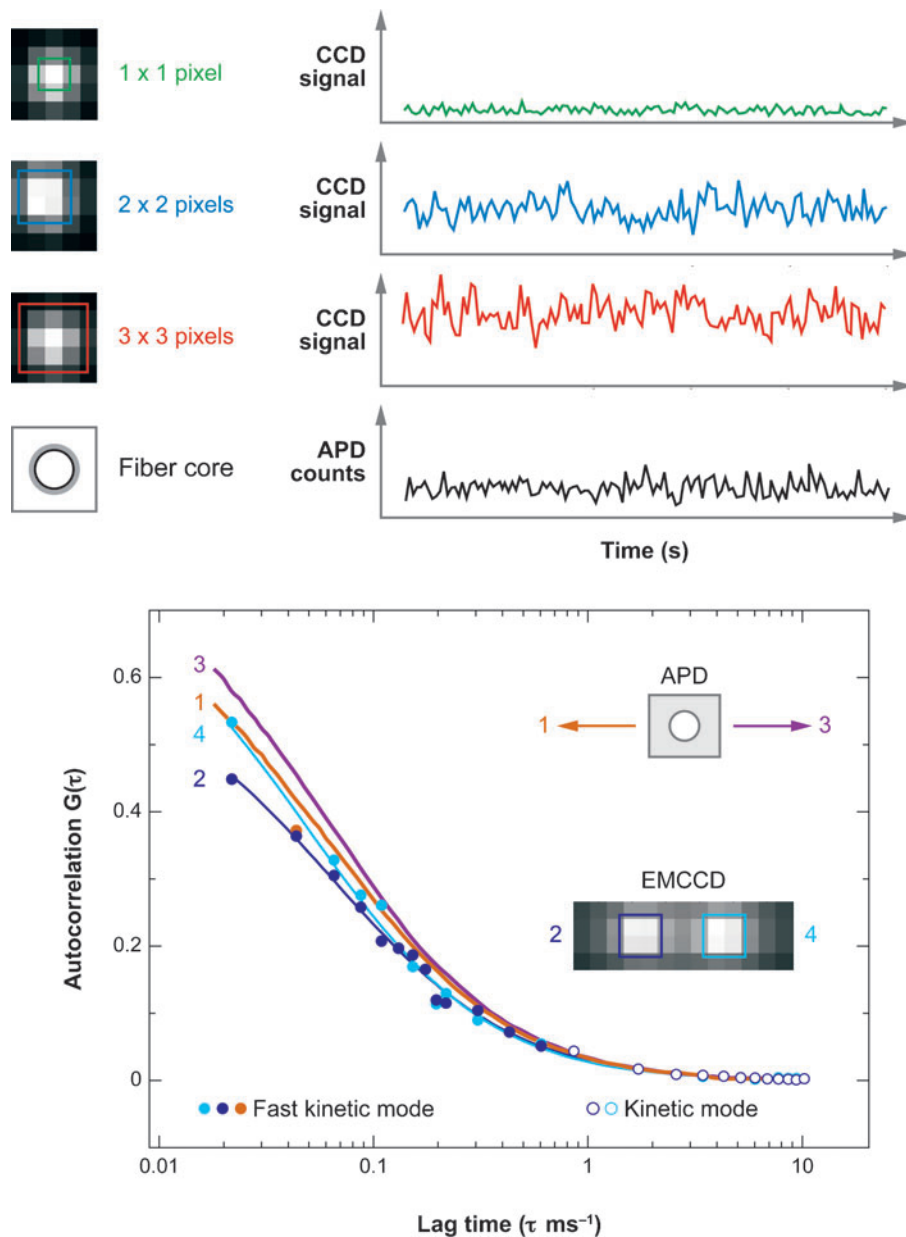 1 x 1 pixel
CCD
signal
2 x 2 pixels
CCD
signal
3 x 3 pixels
CCD
signal
Fiber core
APD
counts
Time (s)
0.6
0.4
0.2
0
Autocorrelation G(τ)
3
1
4
2
APD
1
3
EMCCD
2
4
Fast kinetic mode
Kinetic mode
0.01
0.1
1
10
Lag time (τ ms⁻¹)